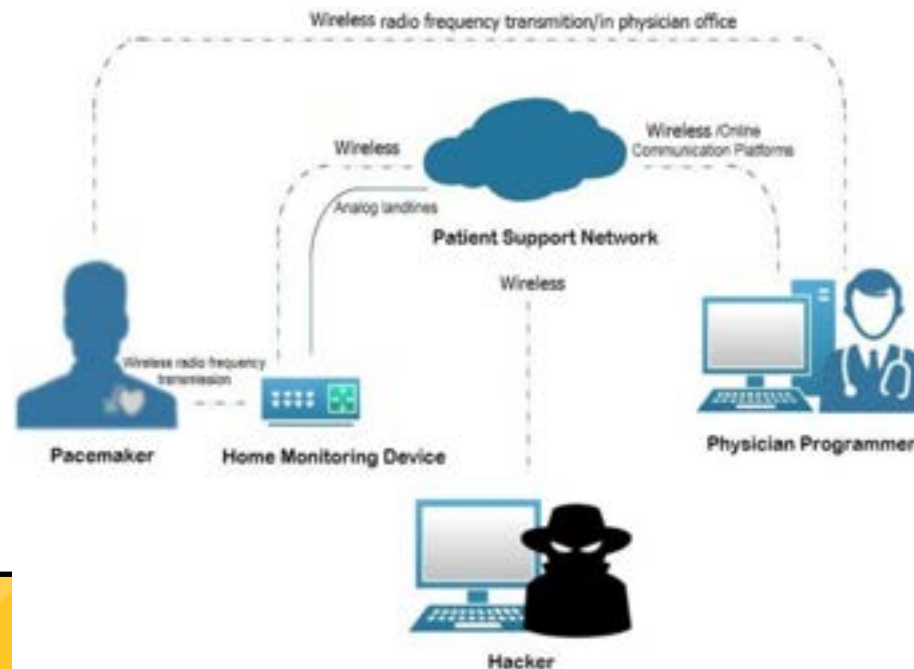 Wireless radio frequency transmition/in physician office
Wireless
Wireless /Online
Communication Platforms
Analog landtines
Patient Support Network
Wireless
Wireless radio frequency
transmission
Pacemaker
Home Monitoring Device
Physician Programmer
Hacker